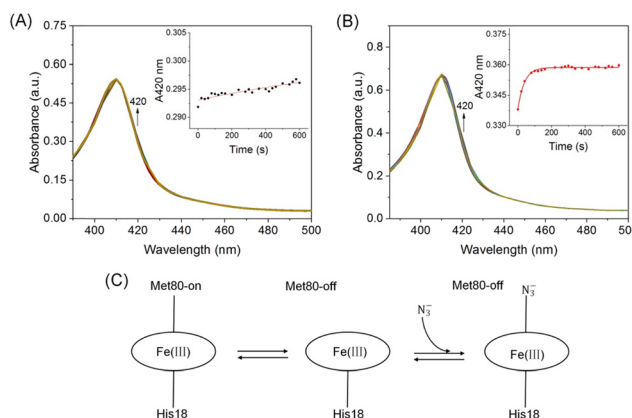 (A)
0.75
0.60
0.45
0.30
0.15
0.00
Absorbance (a.u.)
400 420 440 460 480 500
Wavelength (nm)
420
0.305
0.300
0.295
0.290
A420 nm
0 200 400 600
Time (s)
(B)
0.8
0.6
0.4
0.2
0.0
Absorbance (a.u.)
400 420 440 460 480 500
Wavelength (nm)
420
0.375
0.360
0.345
0.330
A420 nm
0 200 400 600
Time (s)
(C)
Met80-on Met80-off Met80-off
N₃⁻ N₃⁻
Fe(III) Fe(III) Fe(III)
His18 His18 His18